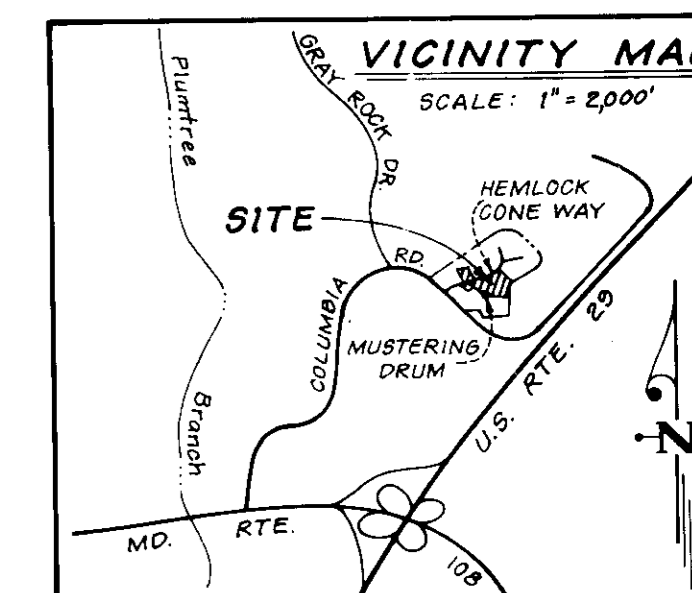 VICINITY MA
SCALE: 1" = 2,000'
Plumtree
Branch
GRAY ROCK DR.
HEMLOCK
CONE WAY
SITE
COLUMBIA RD.
MUSTERING
DRUM
U.S. RTE. 29
N
MD. RTE. 108